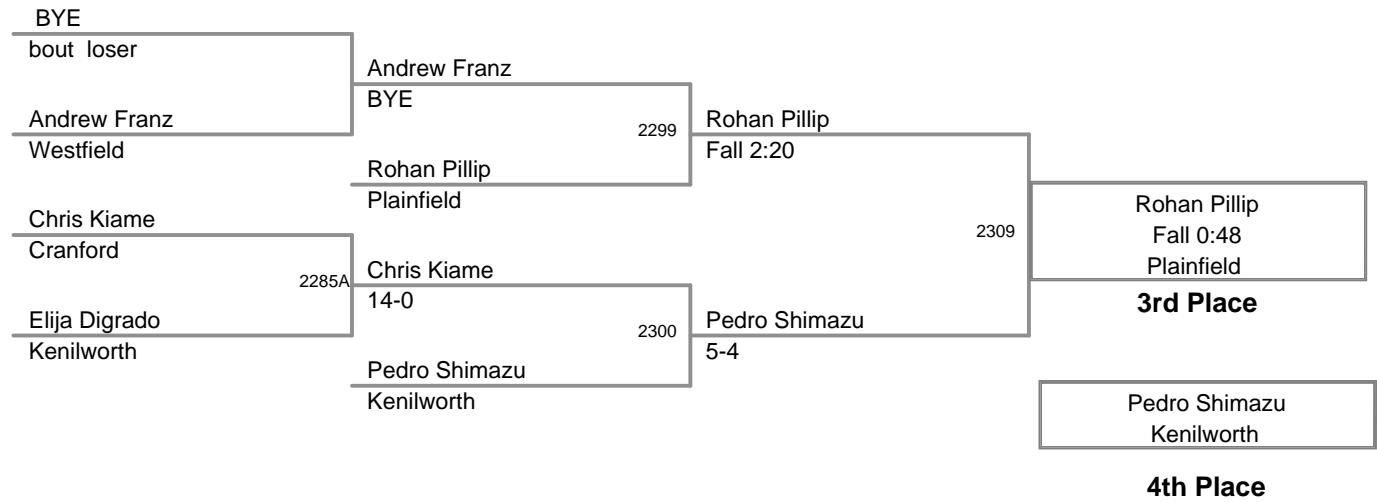 BYE
bout loser
Andrew Franz
BYE
Andrew Franz
Westfield
2299
Rohan Pillip
Fall 2:20
Rohan Pillip
Plainfield
Chris Kiame
Cranford
2285A
Chris Kiame
14-0
Elija Digrado
Kenilworth
2300
Pedro Shimazu
5-4
Pedro Shimazu
Kenilworth
2309
Rohan Pillip
Fall 0:48
Plainfield
3rd Place
Pedro Shimazu
Kenilworth
4th Place